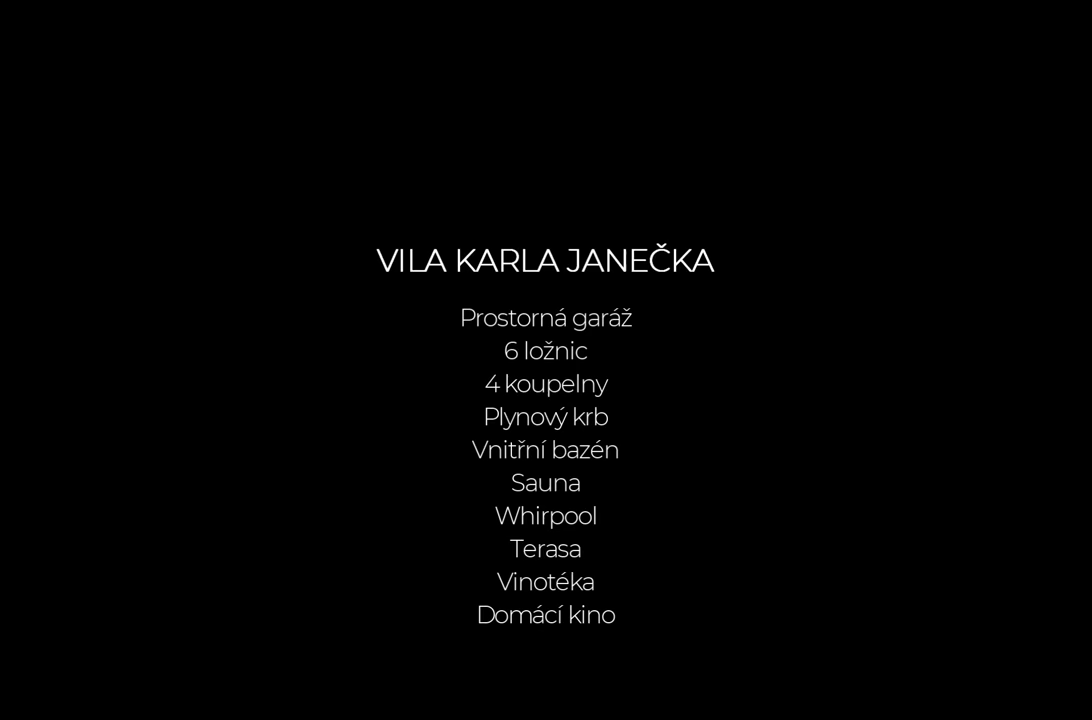 VILA KARLA JANEČKA
Prostorná garáž
6 ložnic
4 koupelny
Plynový krb
Vnitřní bazén
Sauna
Whirpool
Terasa
Vinotéka
Domácí kino